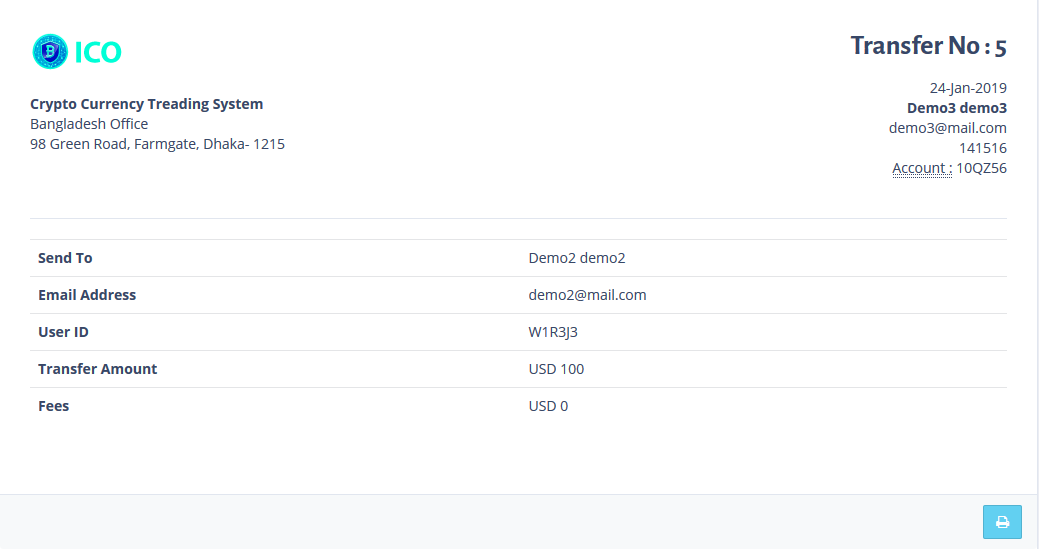 ICO
Crypto Currency Treading System
Bangladesh Office
98 Green Road, Farmgate, Dhaka- 1215
Transfer No : 5
24-Jan-2019
Demo3 demo3
demo3@mail.com
141516
Account : 10QZ56
Send To Demo2 demo2
Email Address demo2@mail.com
User ID W1R3J3
Transfer Amount USD 100
Fees USD 0